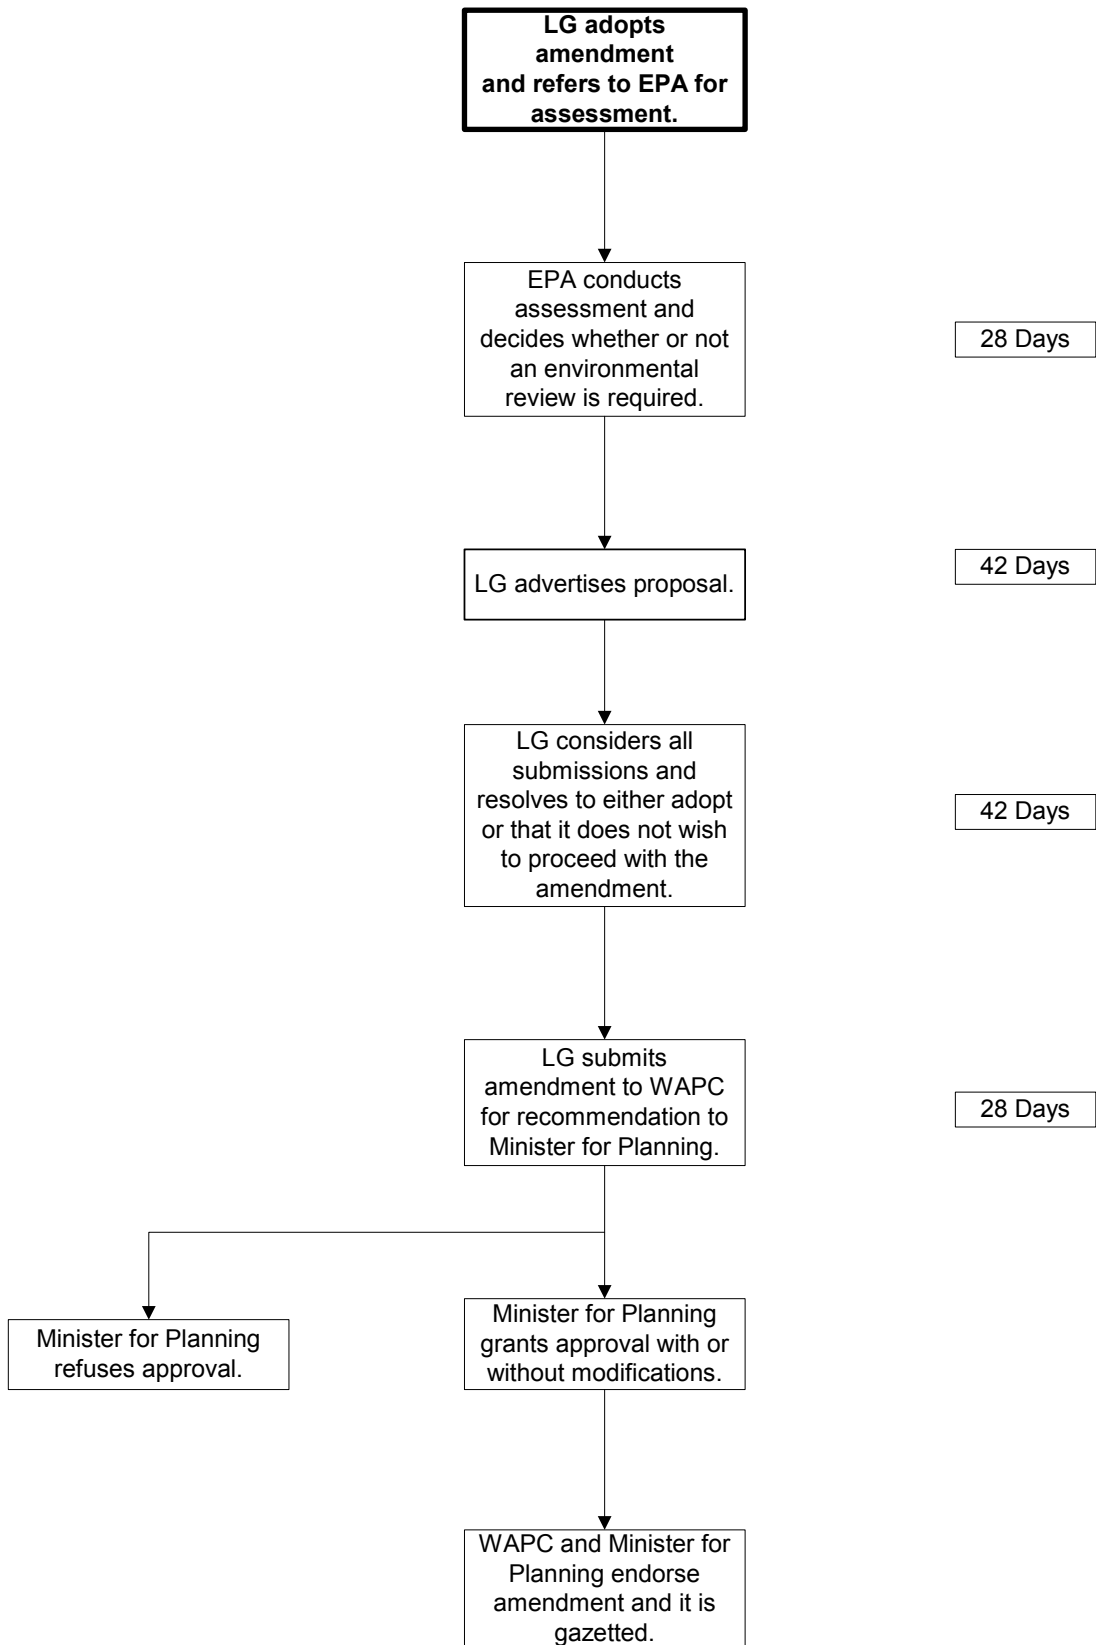 LG adopts
amendment
and refers to EPA for
assessment.
EPA conducts
assessment and
decides whether or not
an environmental
review is required.
28 Days
LG advertises proposal.
42 Days
LG considers all
submissions and
resolves to either adopt
or that it does not wish
to proceed with the
amendment.
42 Days
LG submits
amendment to WAPC
for recommendation to
Minister for Planning.
28 Days
Minister for Planning
refuses approval.
Minister for Planning
grants approval with or
without modifications.
WAPC and Minister for
Planning endorse
amendment and it is
gazetted.